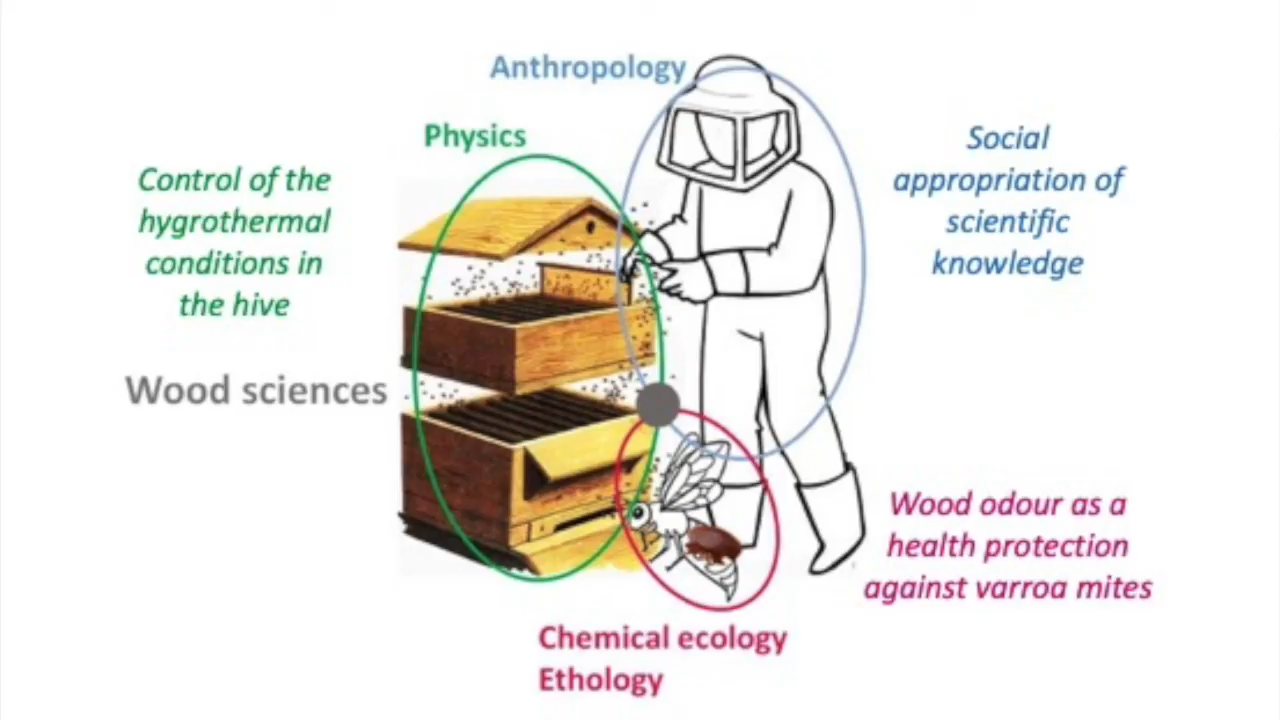 Anthropology
Physics
Control of the
hygrothermal
conditions in
the hive
Social
appropriation of
scientific
knowledge
Wood sciences
Wood odour as a
health protection
against varroa mites
Chemical ecology
Ethology